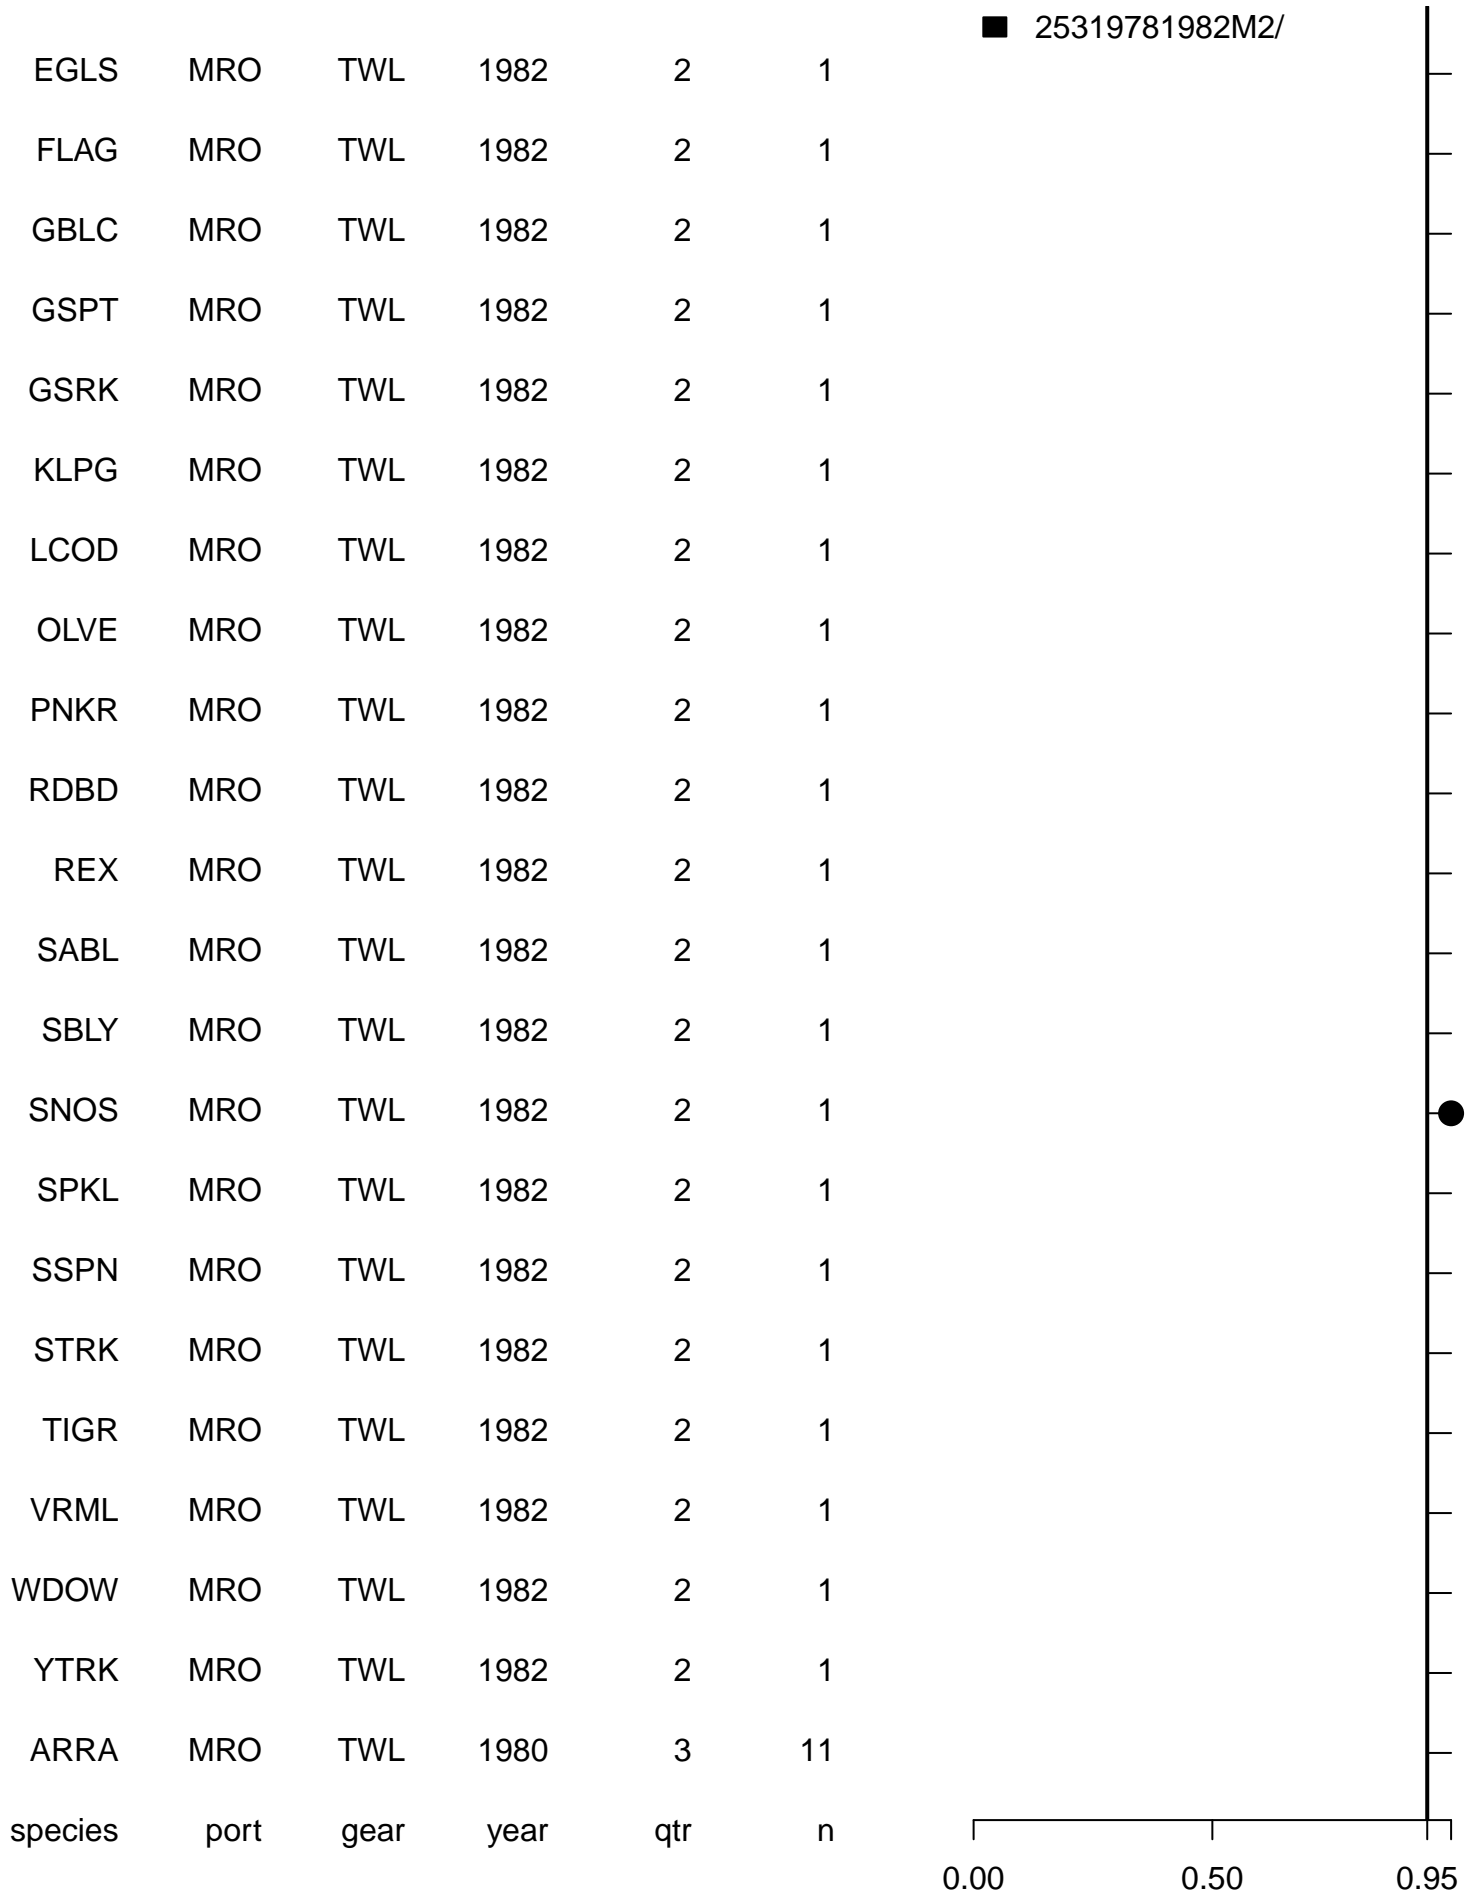 25319781982M2/
EGLS MRO TWL 1982 2 1
FLAG MRO TWL 1982 2 1
GBLC MRO TWL 1982 2 1
GSPT MRO TWL 1982 2 1
GSRK MRO TWL 1982 2 1
KLPG MRO TWL 1982 2 1
LCOD MRO TWL 1982 2 1
OLVE MRO TWL 1982 2 1
PNKR MRO TWL 1982 2 1
RDBD MRO TWL 1982 2 1
REX MRO TWL 1982 2 1
SABL MRO TWL 1982 2 1
SBLY MRO TWL 1982 2 1
SNOS MRO TWL 1982 2 1
SPKL MRO TWL 1982 2 1
SSPN MRO TWL 1982 2 1
STRK MRO TWL 1982 2 1
TIGR MRO TWL 1982 2 1
VRML MRO TWL 1982 2 1
WDOW MRO TWL 1982 2 1
YTRK MRO TWL 1982 2 1
ARRA MRO TWL 1980 3 11
species port gear year qtr n
0.00 0.50 0.95